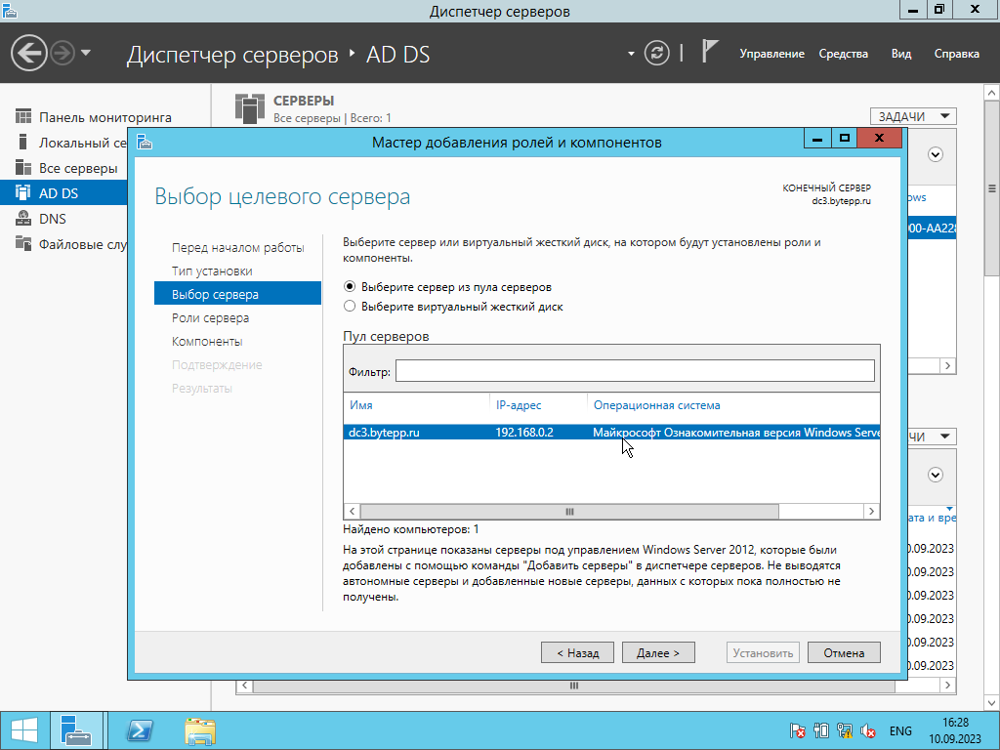 Диспетчер серверов
Диспетчер серверов
AD DS
Управление
Средства
Вид
Справка
Панель мониторинга
Локальный се
Все серверы
AD DS
DNS
Файловые слу
СЕРВЕРЫ
Все серверы | Всего: 1
ЗАДАЧИ
ows
00-AA228
ЧИ
ата и вре
0.09.2023
0.09.2023
0.09.2023
0.09.2023
0.09.2023
0.09.2023
Мастер добавления ролей и компонентов
Выбор целевого сервера
КОНЕЧНЫЙ СЕРВЕР
dc3.bytepp.ru
Перед началом работы
Тип установки
Выбор сервера
Роли сервера
Компоненты
Подтверждение
Результаты
Выберите сервер или виртуальный жесткий диск, на котором будут установлены роли и
компоненты.
Выберите сервер из пула серверов
Выберите виртуальный жесткий диск
Пул серверов
Фильтр:
Имя IP-адрес Операционная система
dc3.bytepp.ru 192.168.0.2 Майкрософт Ознакомительная версия Windows Serve
Найдено компьютеров: 1
На этой странице показаны серверы под управлением Windows Server 2012, которые были
добавлены с помощью команды "Добавить серверы" в диспетчере серверов. Не выводятся
автономные серверы и добавленные новые серверы, данных с которых пока полностью не
получены.
< Назад
Далее >
Установить
Отмена
ENG
16:28
10.09.2023